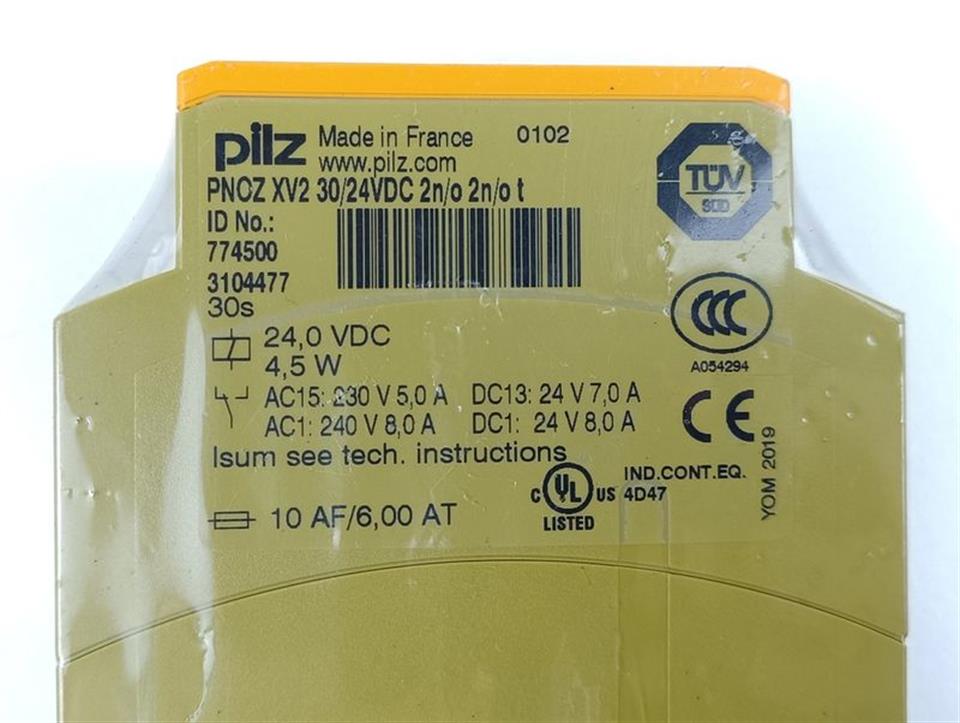 pilz Made in France 0102
www.pilz.com
PNOZ XV2 30/24VDC 2n/o 2n/o t
ID No.:
774500
3104477
30s
24,0 VDC
4,5 W
AC15: 230 V 5,0 A DC13: 24 V 7,0 A
AC1: 240 V 8,0 A DC1: 24 V 8,0 A
Isum see tech. instructions
10 AF/6,00 AT
TÜV
SÜD
CCC
A054294
CE
YOM 2019
IND.CONT.EQ.
c UL US 4D47
LISTED